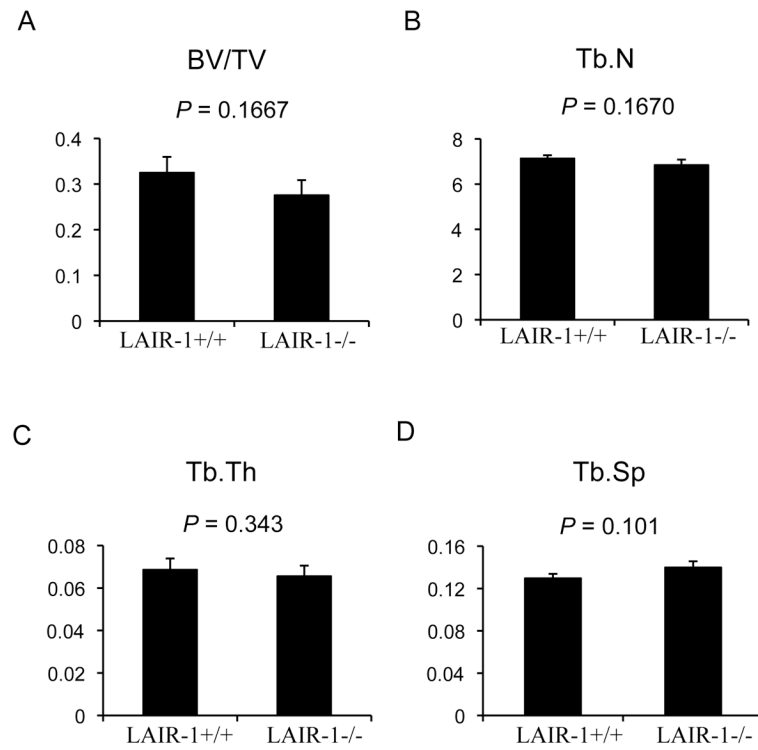 A
BV/TV
P = 0.1667
0.4
0.3
0.2
0.1
0
LAIR-1+/+ LAIR-1-/-
B
Tb.N
P = 0.1670
8
6
4
2
0
LAIR-1+/+ LAIR-1-/-
C
Tb.Th
P = 0.343
0.08
0.06
0.04
0.02
0
LAIR-1+/+ LAIR-1-/-
D
Tb.Sp
P = 0.101
0.16
0.12
0.08
0.04
0
LAIR-1+/+ LAIR-1-/-